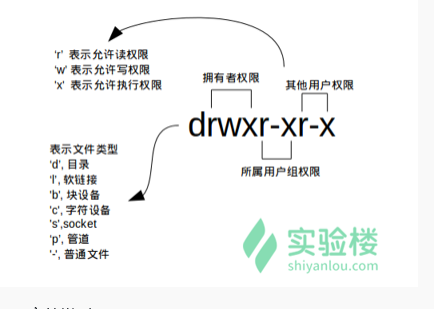 'r' 表示允许读权限
'w' 表示允许写权限
'x' 表示允许执行权限
拥有者权限
其他用户权限
drwxr-xr-x
所属用户组权限
表示文件类型
'd', 目录
'l', 软链接
'b', 块设备
'c', 字符设备
's',socket
'p', 管道
'-', 普通文件
实验楼
shiyanlou.com